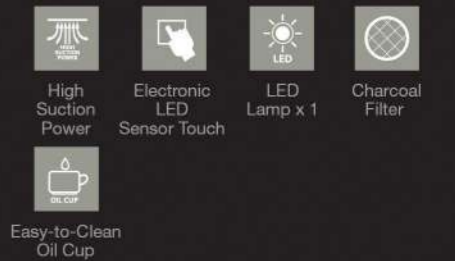 HIGH
SUCTION
POWER
High
Suction
Power
Electronic
LED
Sensor Touch
LED
LED
Lamp x 1
Charcoal
Filter
OIL CUP
Easy-to-Clean
Oil Cup